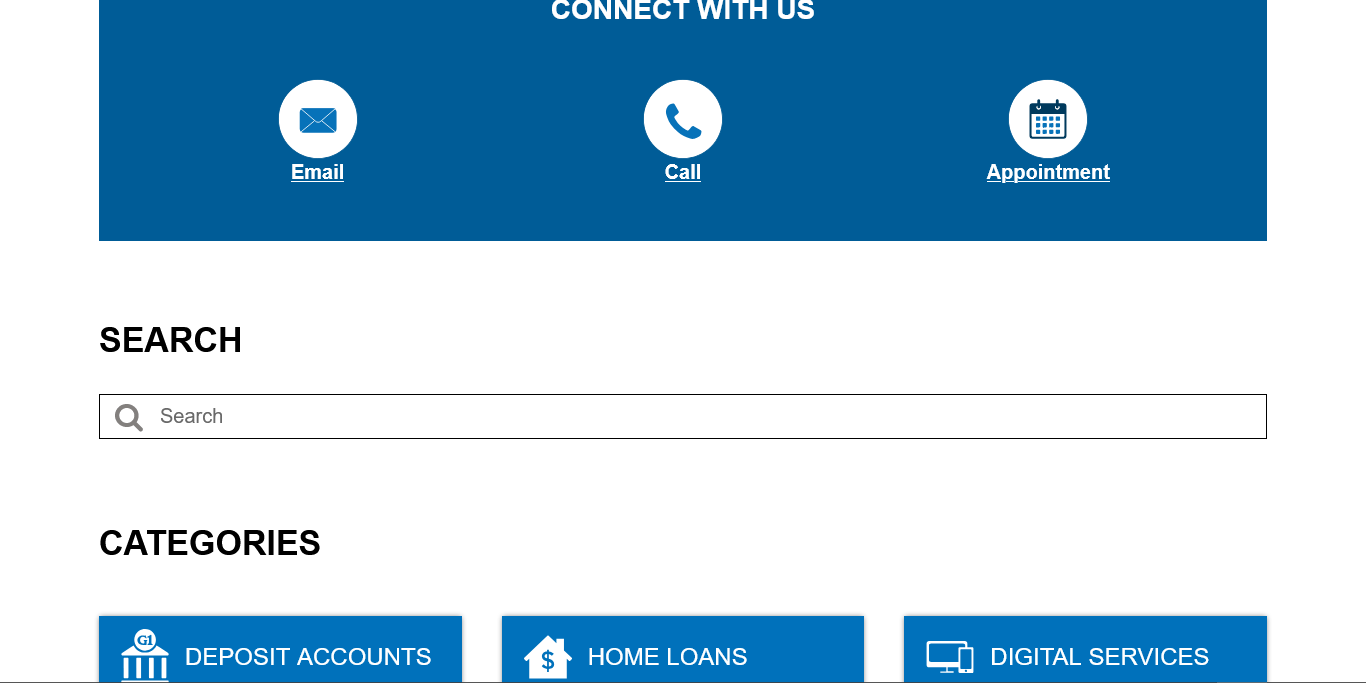 CONNECT WITH US
Email
Call
Appointment
SEARCH
Search
CATEGORIES
G1
DEPOSIT ACCOUNTS
$
HOME LOANS
DIGITAL SERVICES